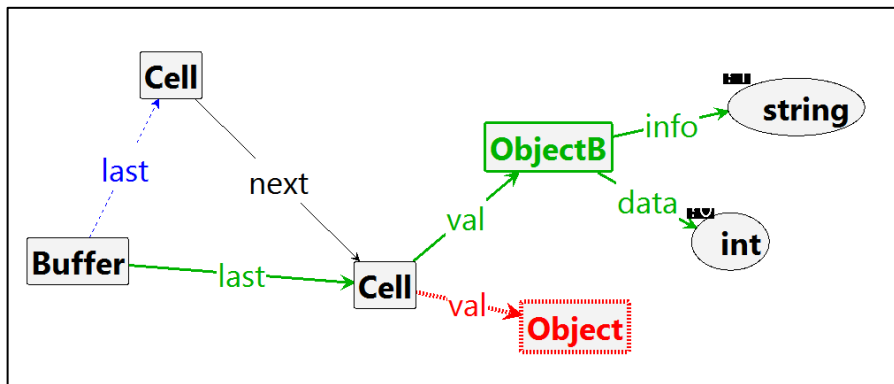 Cell
string
ObjectB
info
last
next
data
val
int
Buffer
last
Cell
val
Object